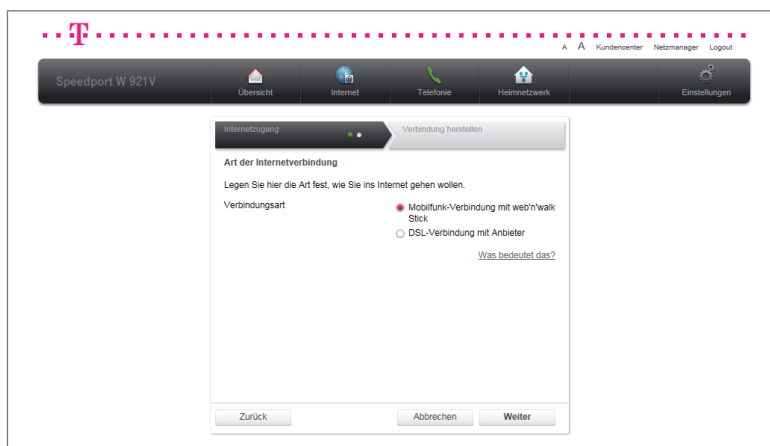 T
A A Kundencenter Netzmanager Logout
Speedport W 921V
Übersicht Internet Telefonie Heimnetzwerk Einstellungen
Internetzugang Verbindung herstellen
Art der Internetverbindung
Legen Sie hier die Art fest, wie Sie ins Internet gehen wollen.
Verbindungsart
Mobilfunk-Verbindung mit web'n'walk
Stick
DSL-Verbindung mit Anbieter
Was bedeutet das?
Zurück Abbrechen Weiter